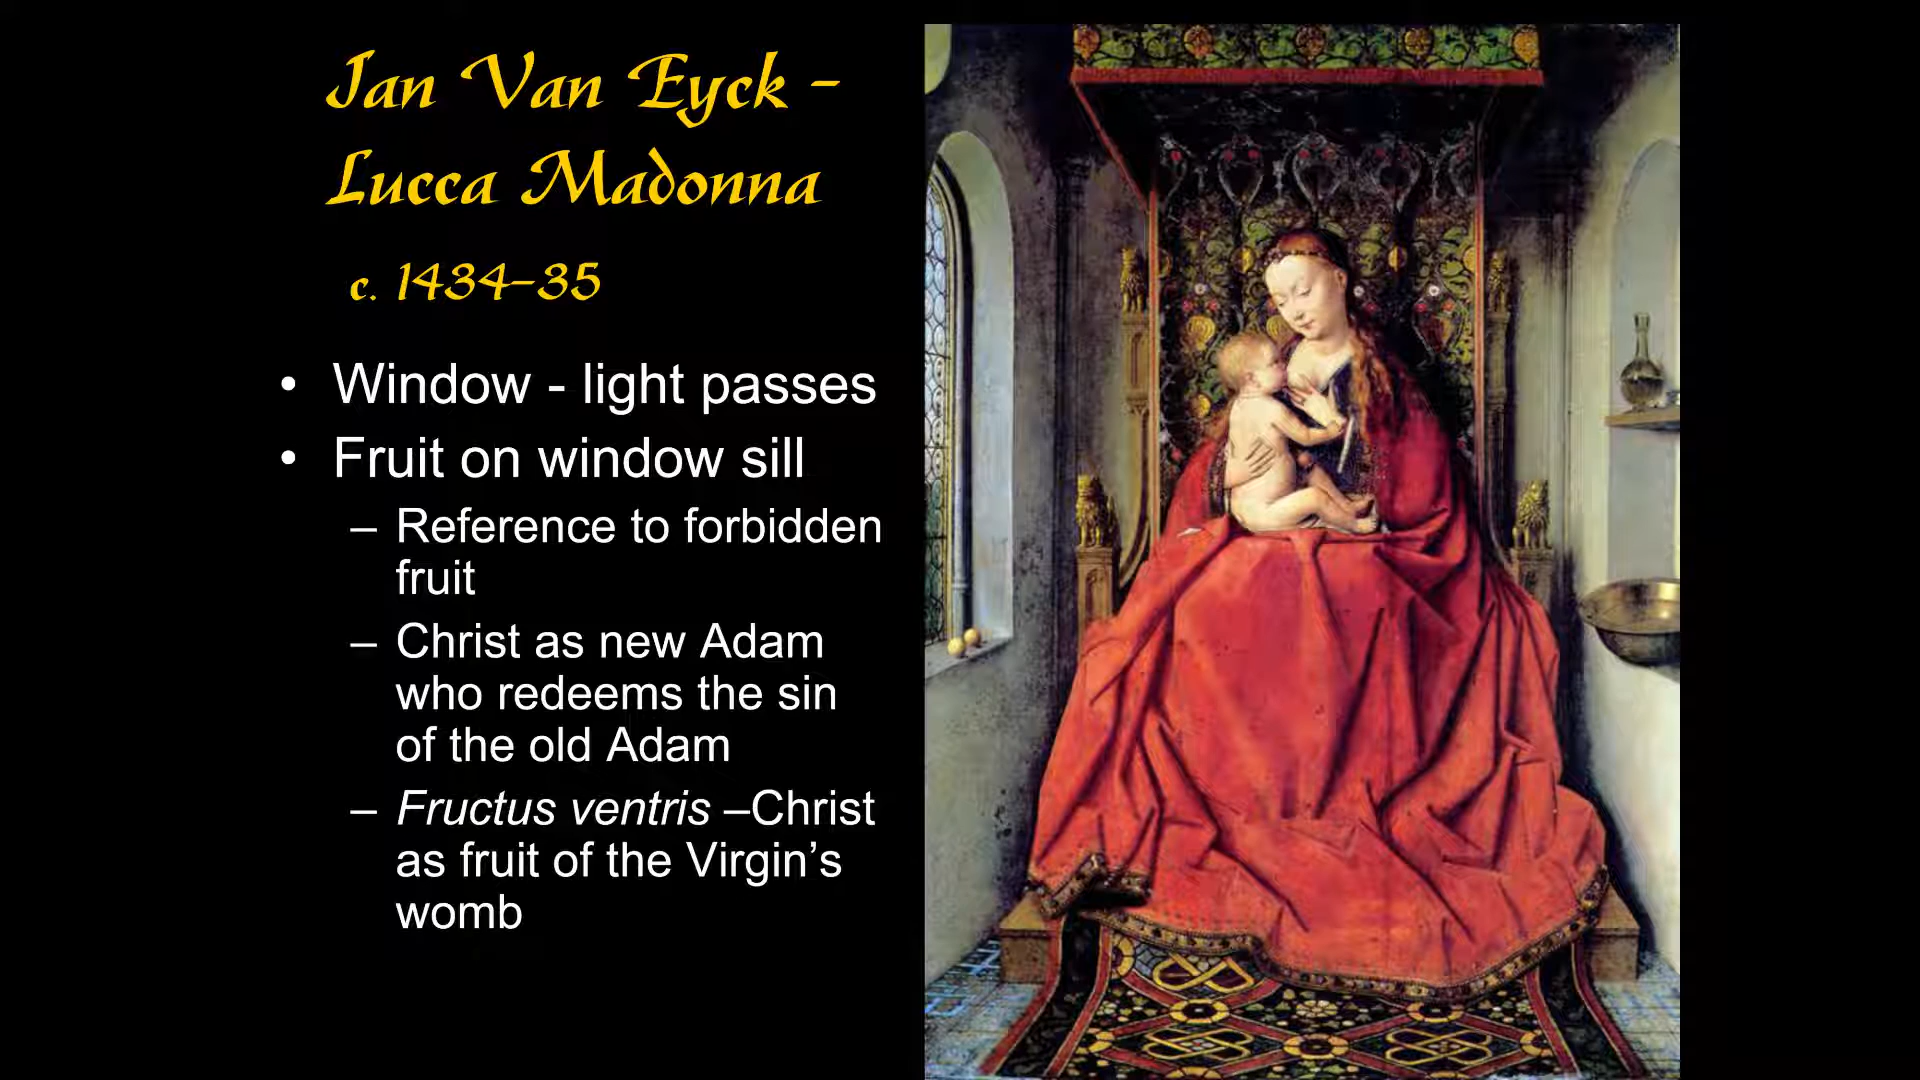 Jan Van Eyck –
Lucca Madonna
c. 1434–35
• Window - light passes
• Fruit on window sill
– Reference to forbidden
fruit
– Christ as new Adam
who redeems the sin
of the old Adam
– Fructus ventris –Christ
as fruit of the Virgin’s
womb